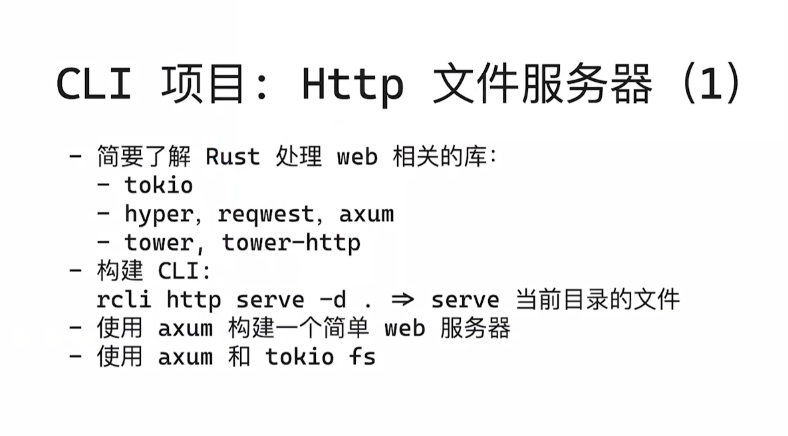 CLI 项目: Http 文件服务器 (1)
- 简要了解 Rust 处理 web 相关的库:
- tokio
- hyper, reqwest, axum
- tower, tower-http
- 构建 CLI:
rcli http serve -d . => serve 当前目录的文件
- 使用 axum 构建一个简单 web 服务器
- 使用 axum 和 tokio fs